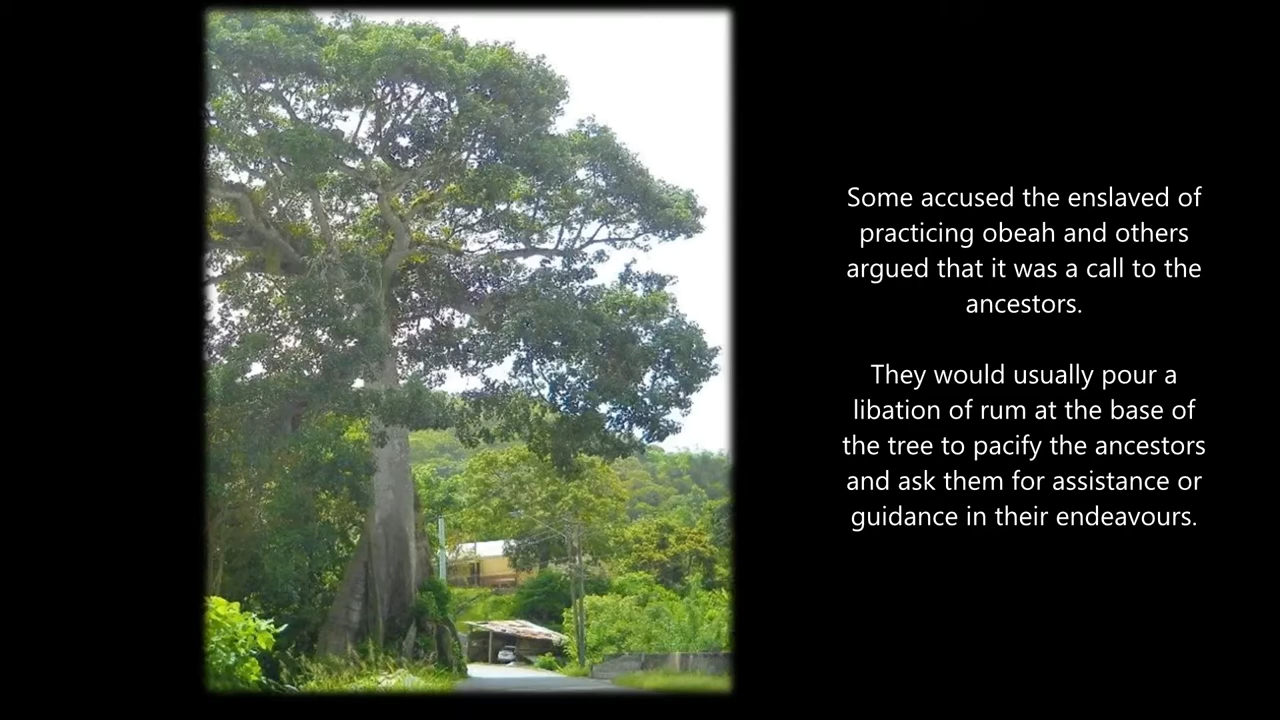 Some accused the enslaved of
practicing obeah and others
argued that it was a call to the
ancestors.
They would usually pour a
libation of rum at the base of
the tree to pacify the ancestors
and ask them for assistance or
guidance in their endeavours.